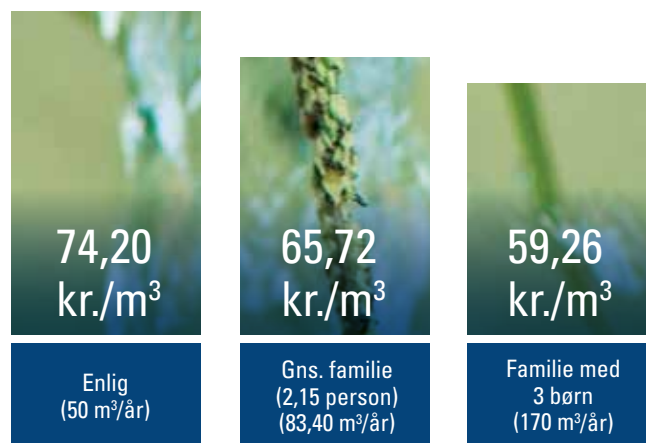 74,20
kr./m³
65,72
kr./m³
59,26
kr./m³
Enlig
(50 m³/år)
Gns. familie
(2,15 person)
(83,40 m³/år)
Familie med
3 børn
(170 m³/år)